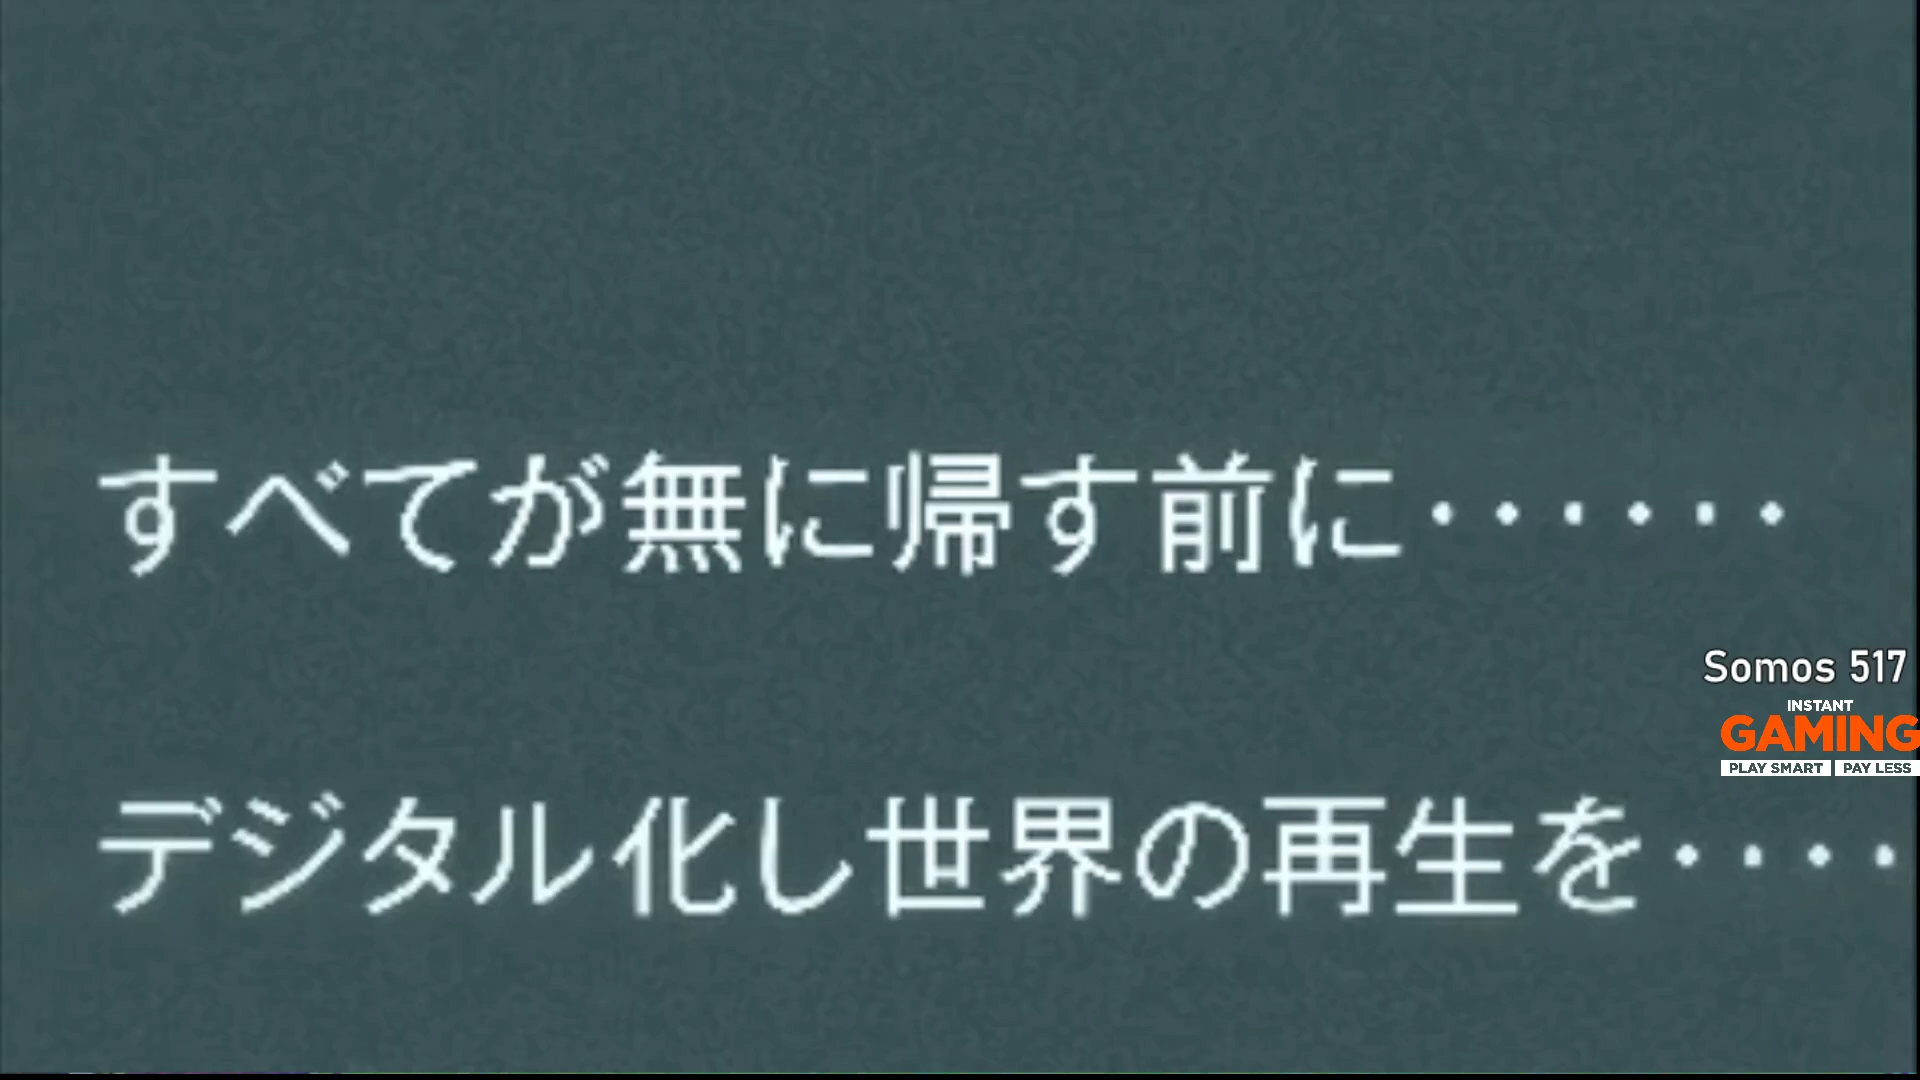 すべてが無に帰す前に・・・・・・
Somos 517
INSTANT
GAMING
PLAY SMART PAY LESS
デジタル化し世界の再生を・・・・